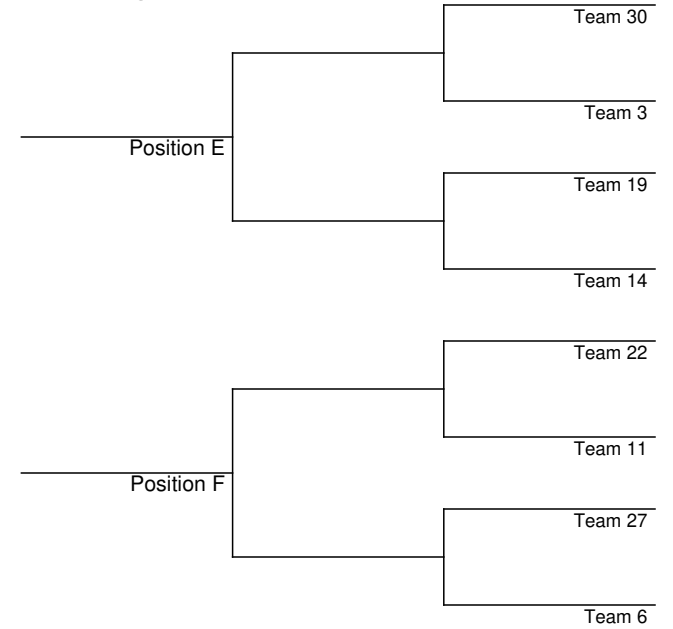 Team 30
Team 3
Position E
Team 19
Team 14
Team 22
Team 11
Position F
Team 27
Team 6